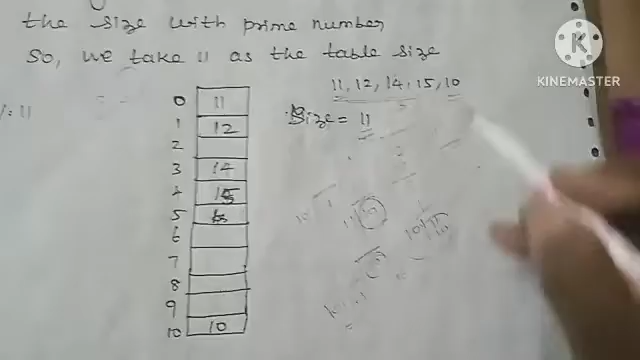 the size with prime number
So, we take 11 as the table size
KINEMASTER
11, 12, 14, 15, 10
Size = 11
% 11
0 11
1 12
2
3 14
4 15
5
6
7
8
9
10 10